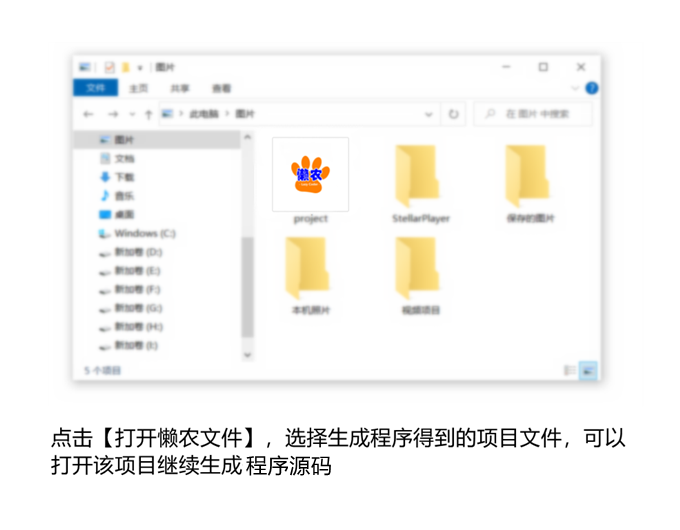 图片
文件
主页
共享
查看
此电脑
图片
在 图片 中搜索
图片
文档
下载
音乐
桌面
Windows (C:)
新加卷 (D:)
新加卷 (E:)
新加卷 (F:)
新加卷 (G:)
新加卷 (H:)
新加卷 (I:)
懒农
project
StellarPlayer
保存的图片
本机照片
视频项目
5 个项目
点击【打开懒农文件】，选择生成程序得到的项目文件，可以
打开该项目继续生成 程序源码